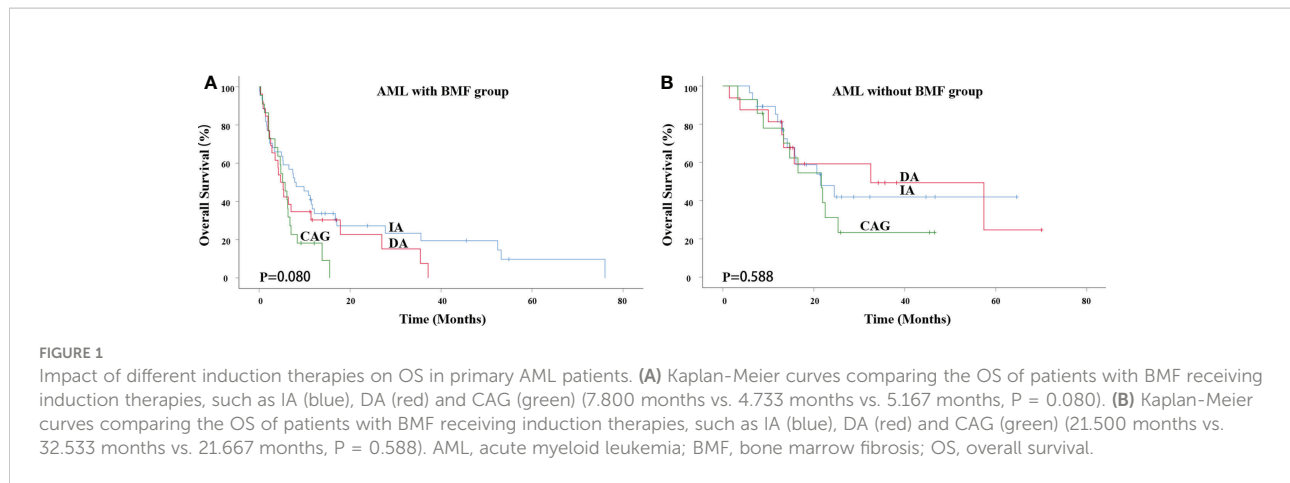 A
AML with BMF group
Overall Survival (%)
100
80
60
40
20
0
IA
DA
CAG
P=0.080
0 20 40 60 80
Time (Months)
B
AML without BMF group
Overall Survival (%)
100
80
60
40
20
0
DA
IA
CAG
P=0.588
0 20 40 60 80
Time (Months)
FIGURE 1
Impact of different induction therapies on OS in primary AML patients. (A) Kaplan-Meier curves comparing the OS of patients with BMF receiving
induction therapies, such as IA (blue), DA (red) and CAG (green) (7.800 months vs. 4.733 months vs. 5.167 months, P = 0.080). (B) Kaplan-Meier
curves comparing the OS of patients with BMF receiving induction therapies, such as IA (blue), DA (red) and CAG (green) (21.500 months vs.
32.533 months vs. 21.667 months, P = 0.588). AML, acute myeloid leukemia; BMF, bone marrow fibrosis; OS, overall survival.